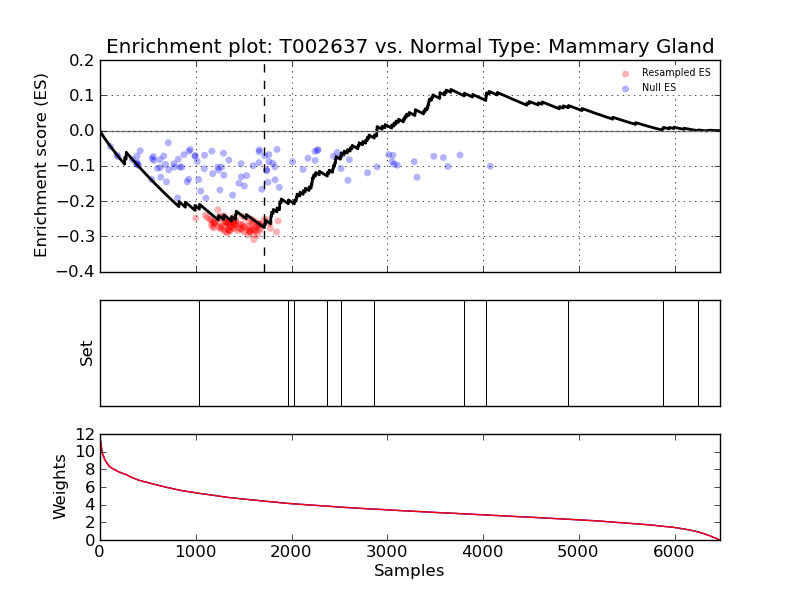 Enrichment plot: T002637 vs. Normal Type: Mammary Gland
Enrichment score (ES)
0.2
0.1
0.0
−0.1
−0.2
−0.3
−0.4
Resampled ES
Null ES
Set
Weights
12
10
8
6
4
2
0
0 1000 2000 3000 4000 5000 6000
Samples